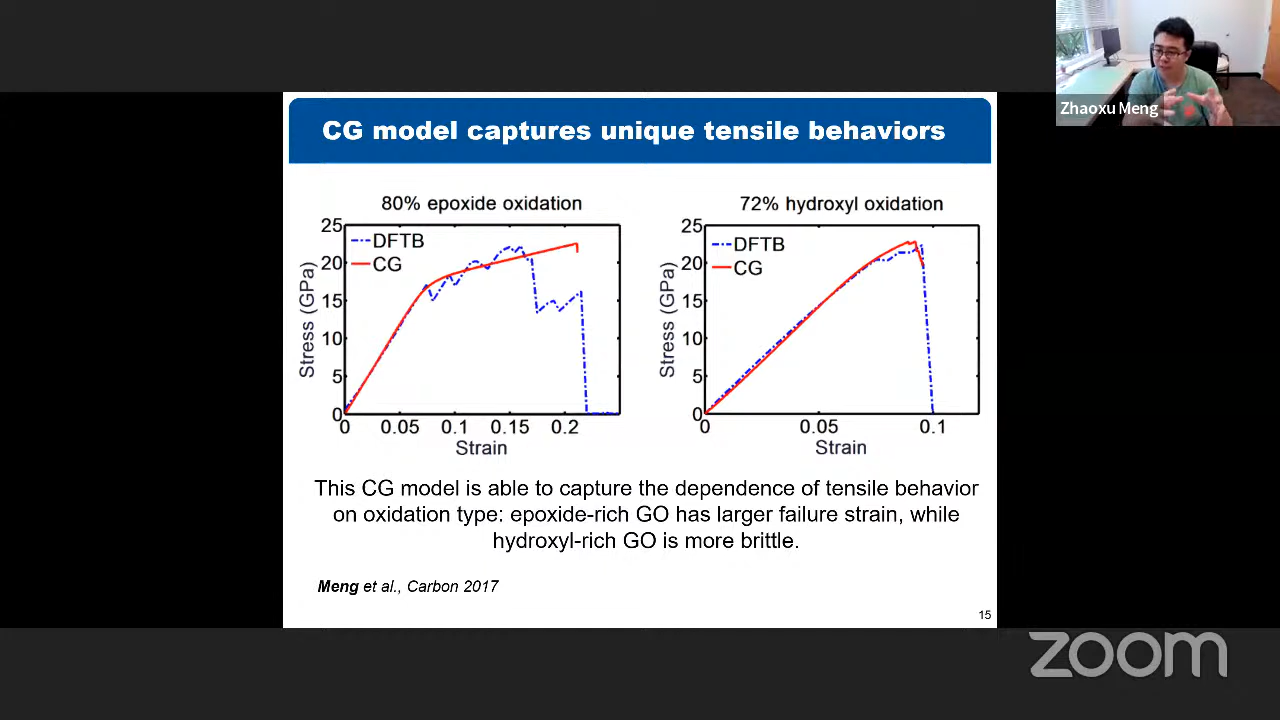 Zhaoxu Meng
CG model captures unique tensile behaviors
80% epoxide oxidation
25
20
15
10
5
0
Stress (GPa)
DFTB
CG
0
0.05
0.1
0.15
0.2
Strain
72% hydroxyl oxidation
25
20
15
10
5
0
Stress (GPa)
DFTB
CG
0
0.05
0.1
Strain
This CG model is able to capture the dependence of tensile behavior
on oxidation type: epoxide-rich GO has larger failure strain, while
hydroxyl-rich GO is more brittle.
Meng et al., Carbon 2017
15
zoom